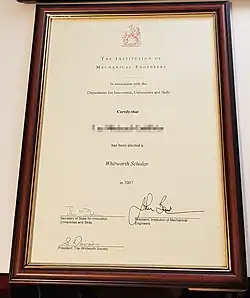 THE INSTITUTION OF
MECHANICAL ENGINEERS
In association with the
Department for Innovation, Universities and Skills
Certify that
has been elected a
Whitworth Scholar
in 2007
Secretary of State for Innovation,
Universities and Skills
President, Institution of Mechanical
Engineers
President, The Whitworth Society